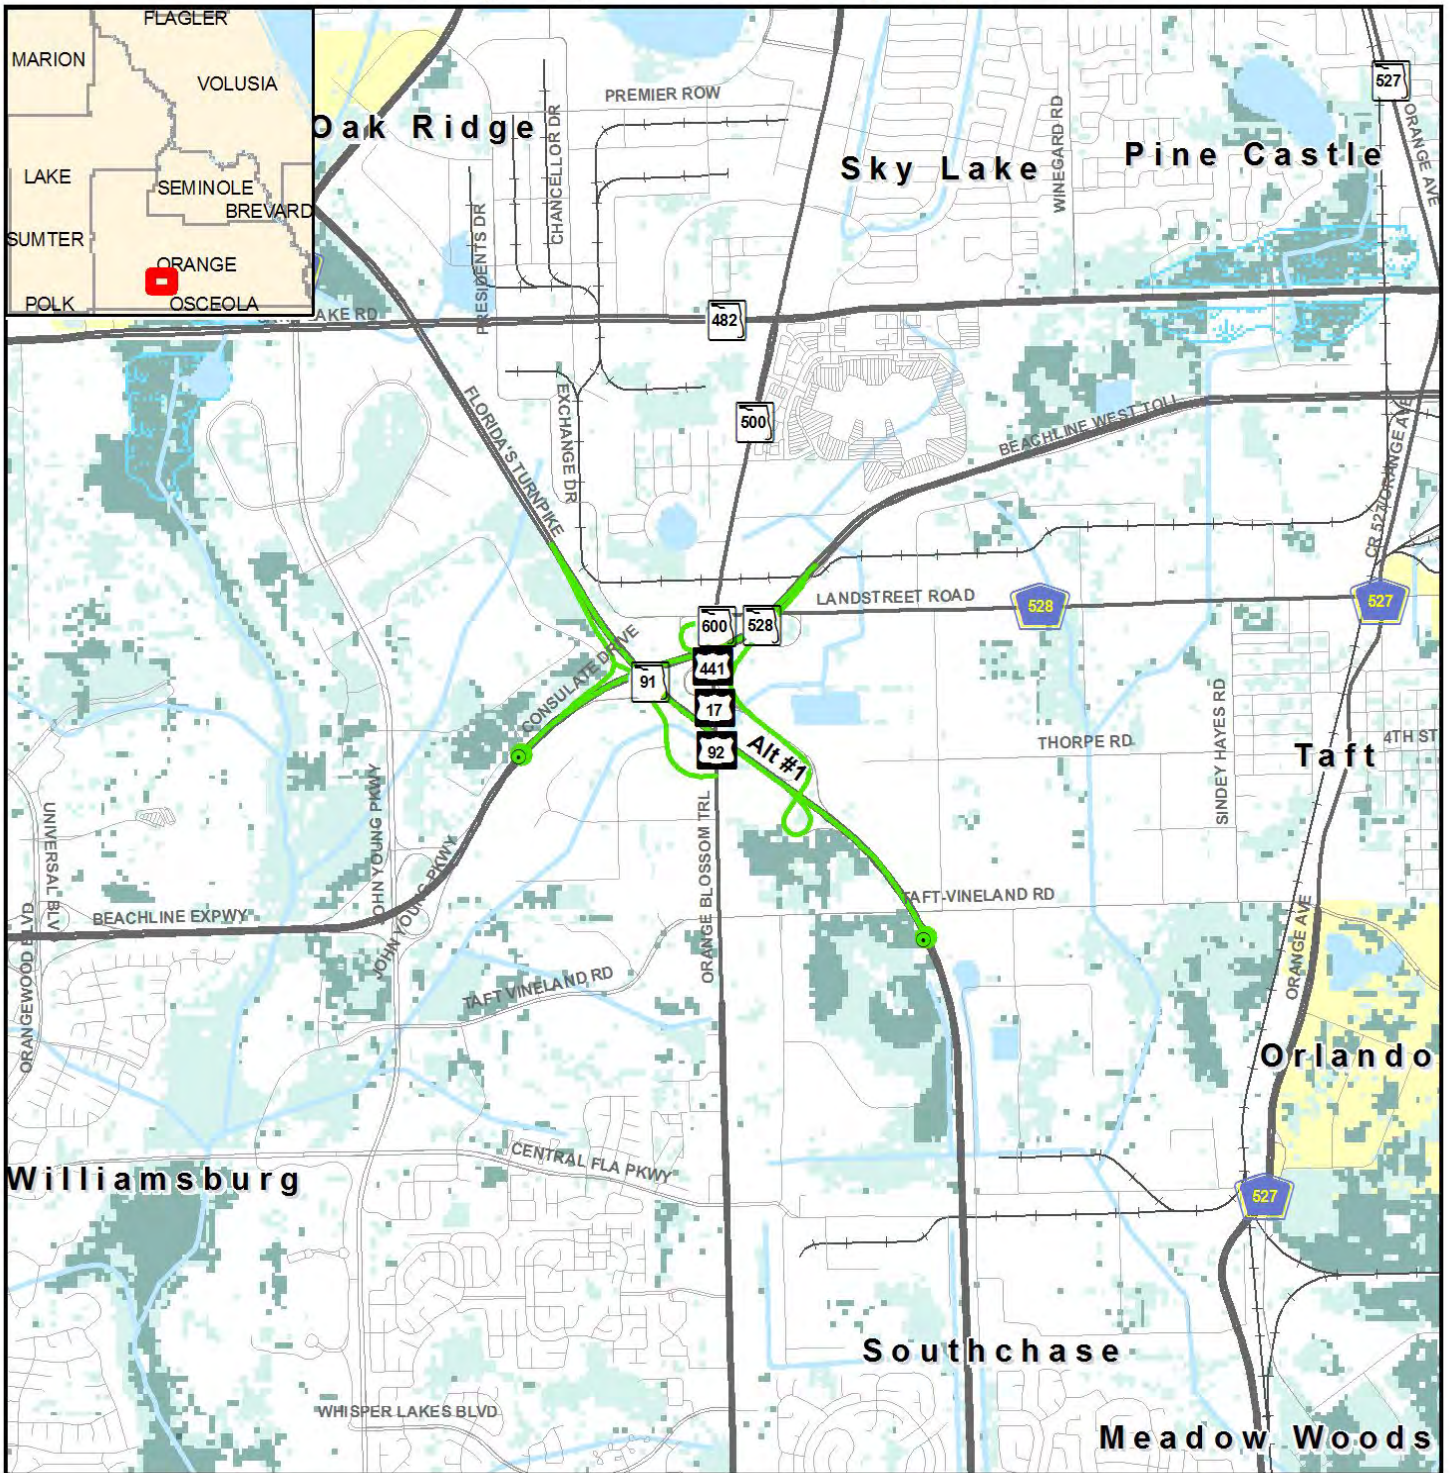 FLAGLER
MARION
VOLUSIA
LAKE
SEMINOLE
BREVARD
SUMTER
ORANGE
POLK
OSCEOLA
527
ORANGE AVE
PREMIER ROW
CHANCELLOR DR
Oak Ridge
WINEGARD RD
Pine Castle
Sky Lake
PRESIDENTS DR
AKE RD
482
FLORIDA'S TURNPIKE
EXCHANGE DR
500
BEACHLINE WEST TOLL
CR 527/ORANGE AVE
LANDSTREET ROAD
528
527
600
528
441
91
17
92
CONSULATE DRIVE
Alt #1
THORPE RD
SINDEY HAYES RD
4TH ST
Taft
UNIVERSAL BLV
JOHN YOUNG PKWY
JOHN YOUNG PKWY
ORANGE BLOSSOM TRL
TAFT-VINELAND RD
BEACHLINE EXPWY
ORANGEWOOD BLVD
TAFT VINELAND RD
ORANGE AVE
Orlando
CENTRAL FLA PKWY
Williamsburg
527
Southchase
WHISPER LAKES BLVD
Meadow Woods